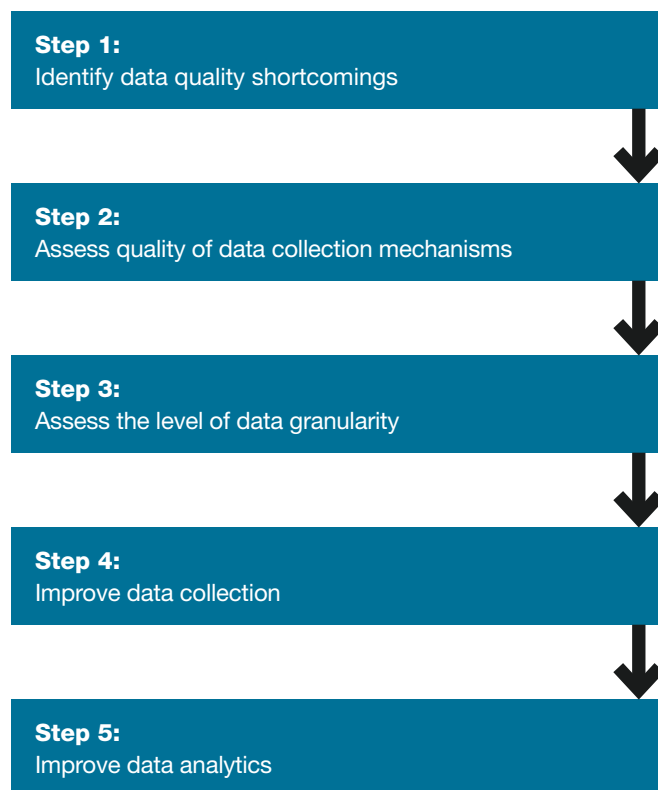 Step 1:
Identify data quality shortcomings
Step 2:
Assess quality of data collection mechanisms
Step 3:
Assess the level of data granularity
Step 4:
Improve data collection
Step 5:
Improve data analytics